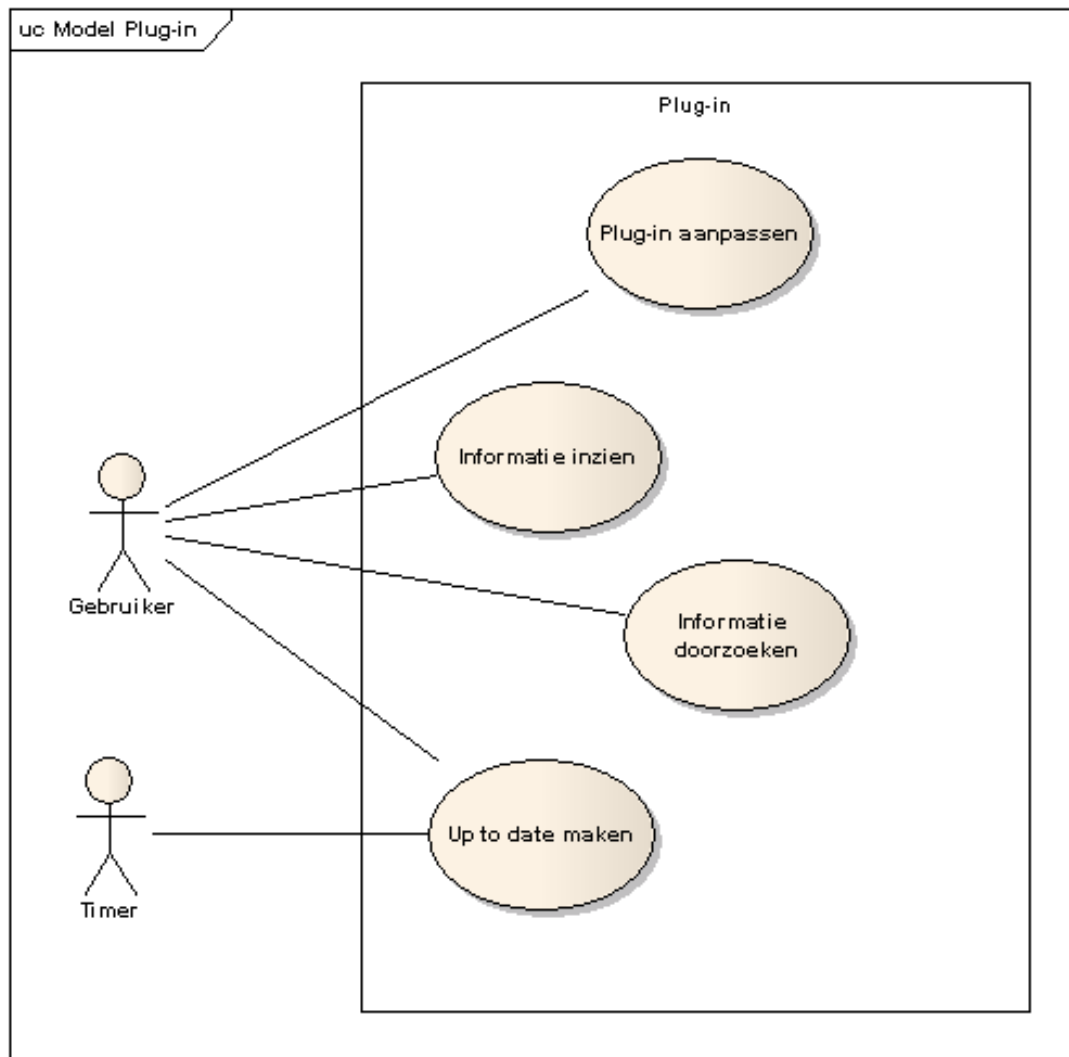 uc Model Plug-in
Plug-in
Plug-in aanpassen
Informatie inzien
Gebruiker
Informatie
doorzoeken
Up to date maken
Timer